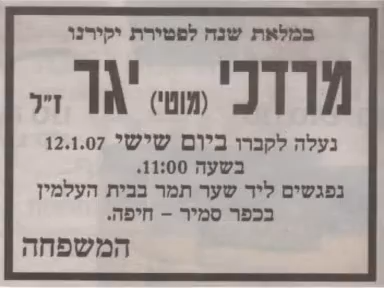 במלאת שנה לפטירת יקירנו
מרדכי (מוטי) יגר ז"ל
נעלה לקברו ביום שישי 12.1.07
בשעה 11:00.
נפגשים ליד שער תמר בבית העלמין
בכפר סמיר – חיפה.
המשפחה